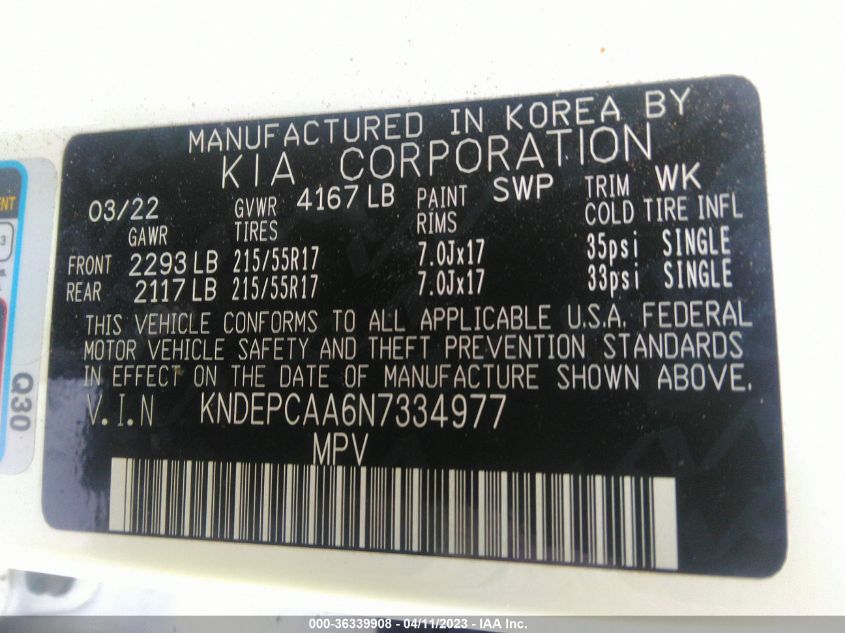 MANUFACTURED IN KOREA BY
KIA CORPORATION
03/22 GVWR 4167 LB PAINT SWP TRIM WK
GAWR TIRES RIMS COLD TIRE INFL
FRONT 2293 LB 215/55R17 7.0Jx17 35psi SINGLE
REAR 2117 LB 215/55R17 7.0Jx17 33psi SINGLE
THIS VEHICLE CONFORMS TO ALL APPLICABLE U.S.A. FEDERAL
MOTOR VEHICLE SAFETY AND THEFT PREVENTION STANDARDS
IN EFFECT ON THE DATE OF MANUFACTURE SHOWN ABOVE.
V.I.N KNDEPCAA6N7334977
MPV
Q30
000-36339908 - 04/11/2023 - IAA Inc.